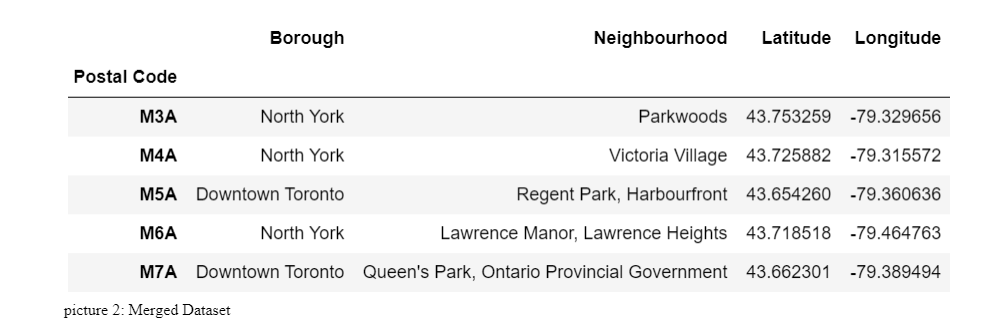 Borough Neighbourhood Latitude Longitude
Postal Code
M3A North York Parkwoods 43.753259 -79.329656
M4A North York Victoria Village 43.725882 -79.315572
M5A Downtown Toronto Regent Park, Harbourfront 43.654260 -79.360636
M6A North York Lawrence Manor, Lawrence Heights 43.718518 -79.464763
M7A Downtown Toronto Queen's Park, Ontario Provincial Government 43.662301 -79.389494
picture 2: Merged Dataset